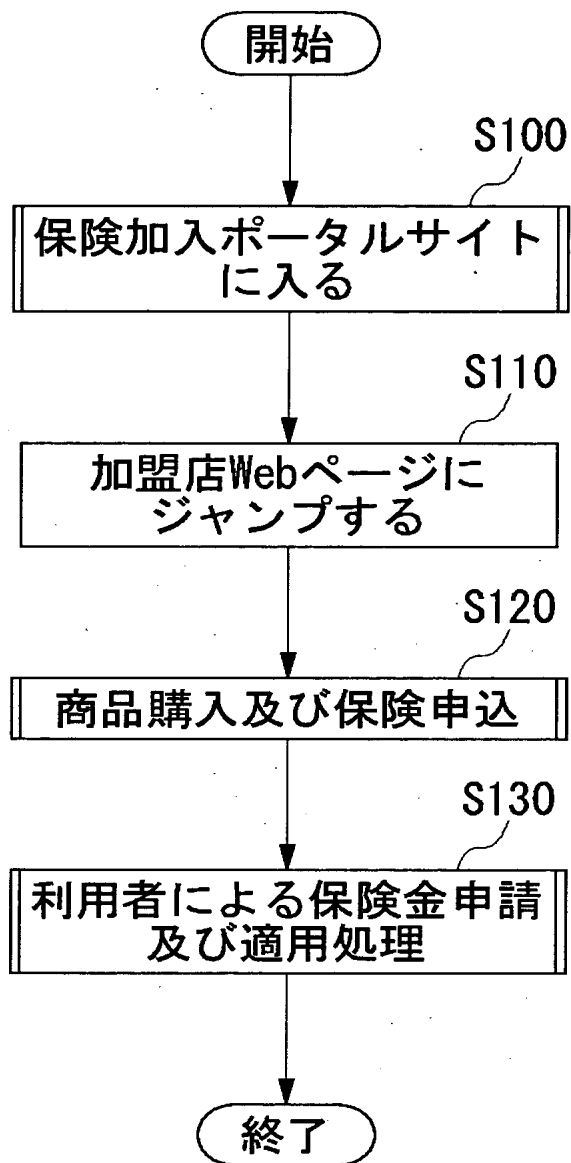 開始
S100
保険加入ポータルサイト
に入る
S110
加盟店Webページに
ジャンプする
S120
商品購入及び保険申込
S130
利用者による保険金申請
及び適用処理
終了